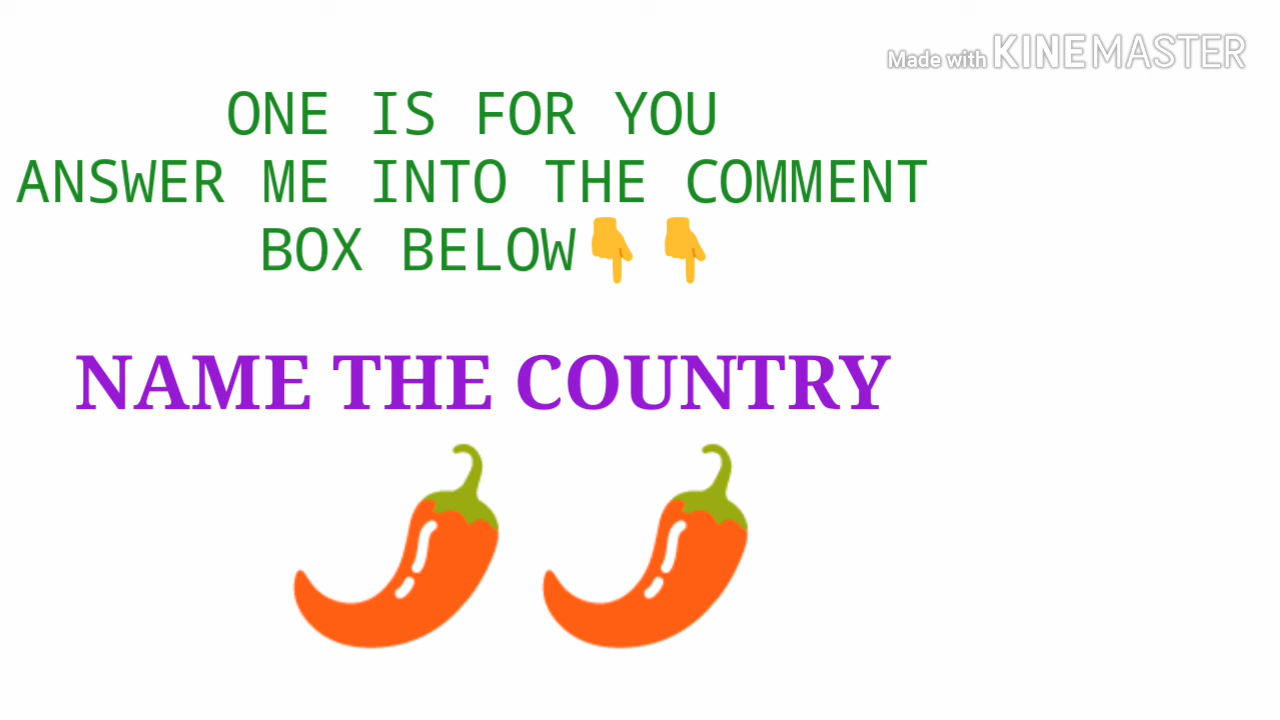 Made with KINEMASTER
ONE IS FOR YOU
ANSWER ME INTO THE COMMENT
BOX BELOW👇👇
NAME THE COUNTRY